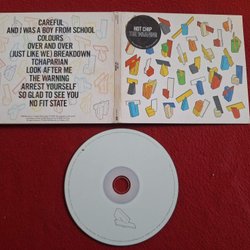 CAREFUL
AND I WAS A BOY FROM SCHOOL
COLOURS
OVER AND OVER
(JUST LIKE WE) BREAKDOWN
TCHAPARIAN
LOOK AFTER ME
THE WARNING
ARREST YOURSELF
SO GLAD TO SEE YOU
NO FIT STATE
HOT CHIP
THE WARNING